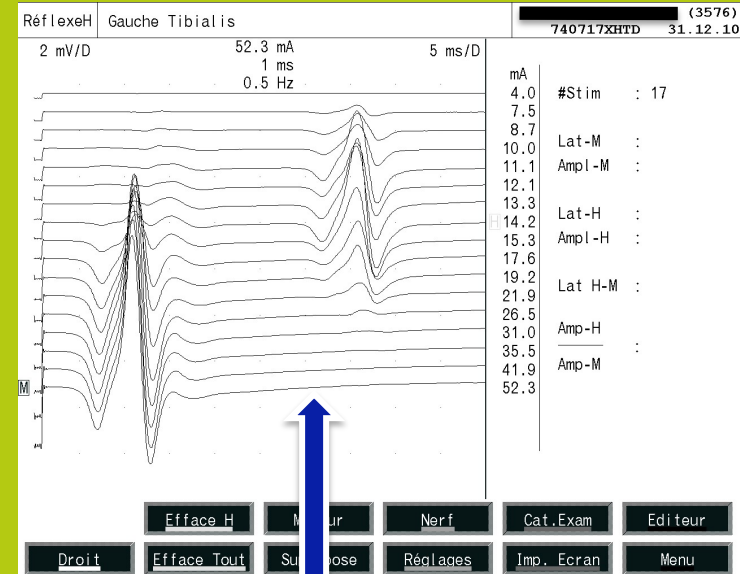 RéflexeH Gauche Tibialis
(3576)
740717XHTD 31.12.10
2 mV/D 52.3 mA 5 ms/D
1 ms
0.5 Hz
mA
4.0 #Stim : 17
7.5
8.7
10.0 Lat-M :
11.1 Ampl-M :
12.1
13.3
H 14.2 Lat-H :
15.3 Ampl-H :
17.6
19.2
21.9 Lat H-M :
26.5
31.0 Amp-H
35.5 :
41.9 Amp-M
M 52.3
Efface H Nerf Cat.Exam Editeur
Droit Efface Tout Réglages Imp. Ecran Menu